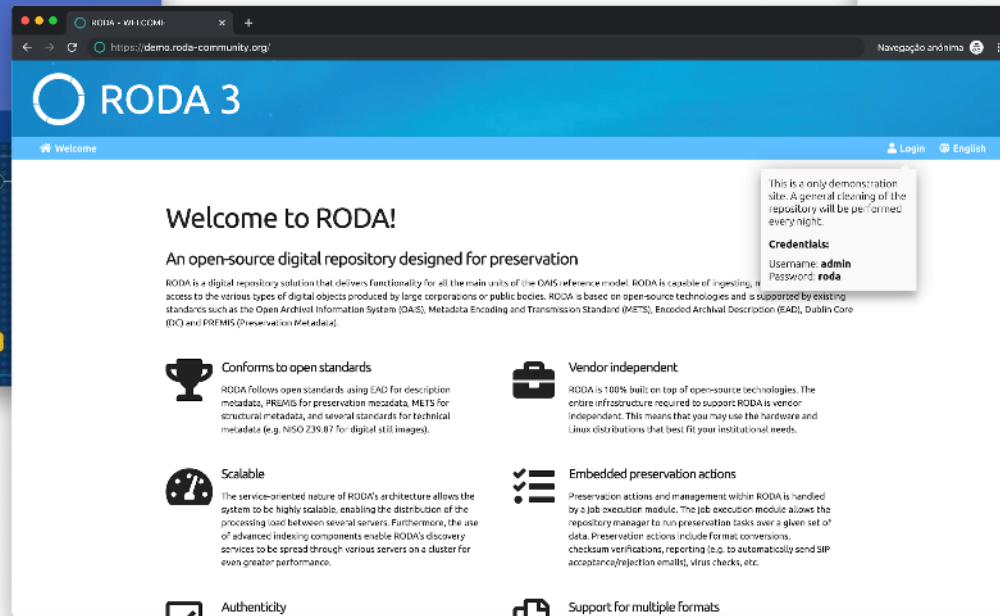 RODA - WELCOME
https://demo.roda-community.org/
Navegação anónima
RODA 3
Welcome
Login
English
This is a only demonstration
site. A general cleaning of the
repository will be performed
every night.
Credentials:
Username: admin
Password: roda
Welcome to RODA!
An open-source digital repository designed for preservation
RODA is a digital repository solution that delivers functionality for all the main units of the OAIS reference model. RODA is capable of ingesting,
access to the various types of digital objects produced by large corporations or public bodies. RODA is based on open-source technologies and is supported by existing
standards such as the Open Archival Information System (OAIS), Metadata Encoding and Transmission Standard (METS), Encoded Archival Description (EAD), Dublin Core
(DC) and PREMIS (Preservation Metadata).
Conforms to open standards
RODA follows open standards using EAD for description
metadata, PREMIS for preservation metadata, METS for
structural metadata, and several standards for technical
metadata (e.g. NISO Z39.87 for digital still images).
Vendor independent
RODA is 100% built on top of open-source technologies. The
entire infrastructure required to support RODA is vendor
independent. This means that you may use the hardware and
Linux distributions that best fit your institutional needs.
Scalable
The service-oriented nature of RODA's architecture allows the
system to be highly scalable, enabling the distribution of the
processing load between several servers. Furthermore, the use
of advanced indexing components enable RODA's discovery
services to be spread through various servers on a cluster for
even greater performance.
Embedded preservation actions
Preservation actions and management within RODA is handled
by a job execution module. The job execution module allows the
repository manager to run preservation tasks over a given set of
data. Preservation actions include format conversions,
checksum verifications, reporting (e.g. to automatically send SIP
acceptance/rejection emails), virus checks, etc.
Authenticity
Support for multiple formats